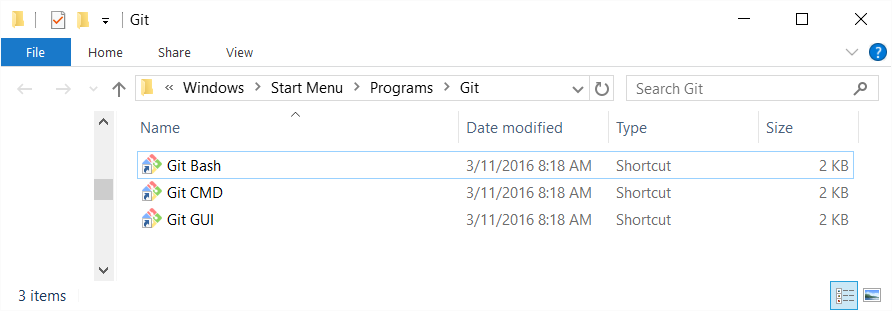 Git
File Home Share View
« Windows > Start Menu > Programs > Git Search Git
Name Date modified Type Size
Git Bash 3/11/2016 8:18 AM Shortcut 2 KB
Git CMD 3/11/2016 8:18 AM Shortcut 2 KB
Git GUI 3/11/2016 8:18 AM Shortcut 2 KB
3 items